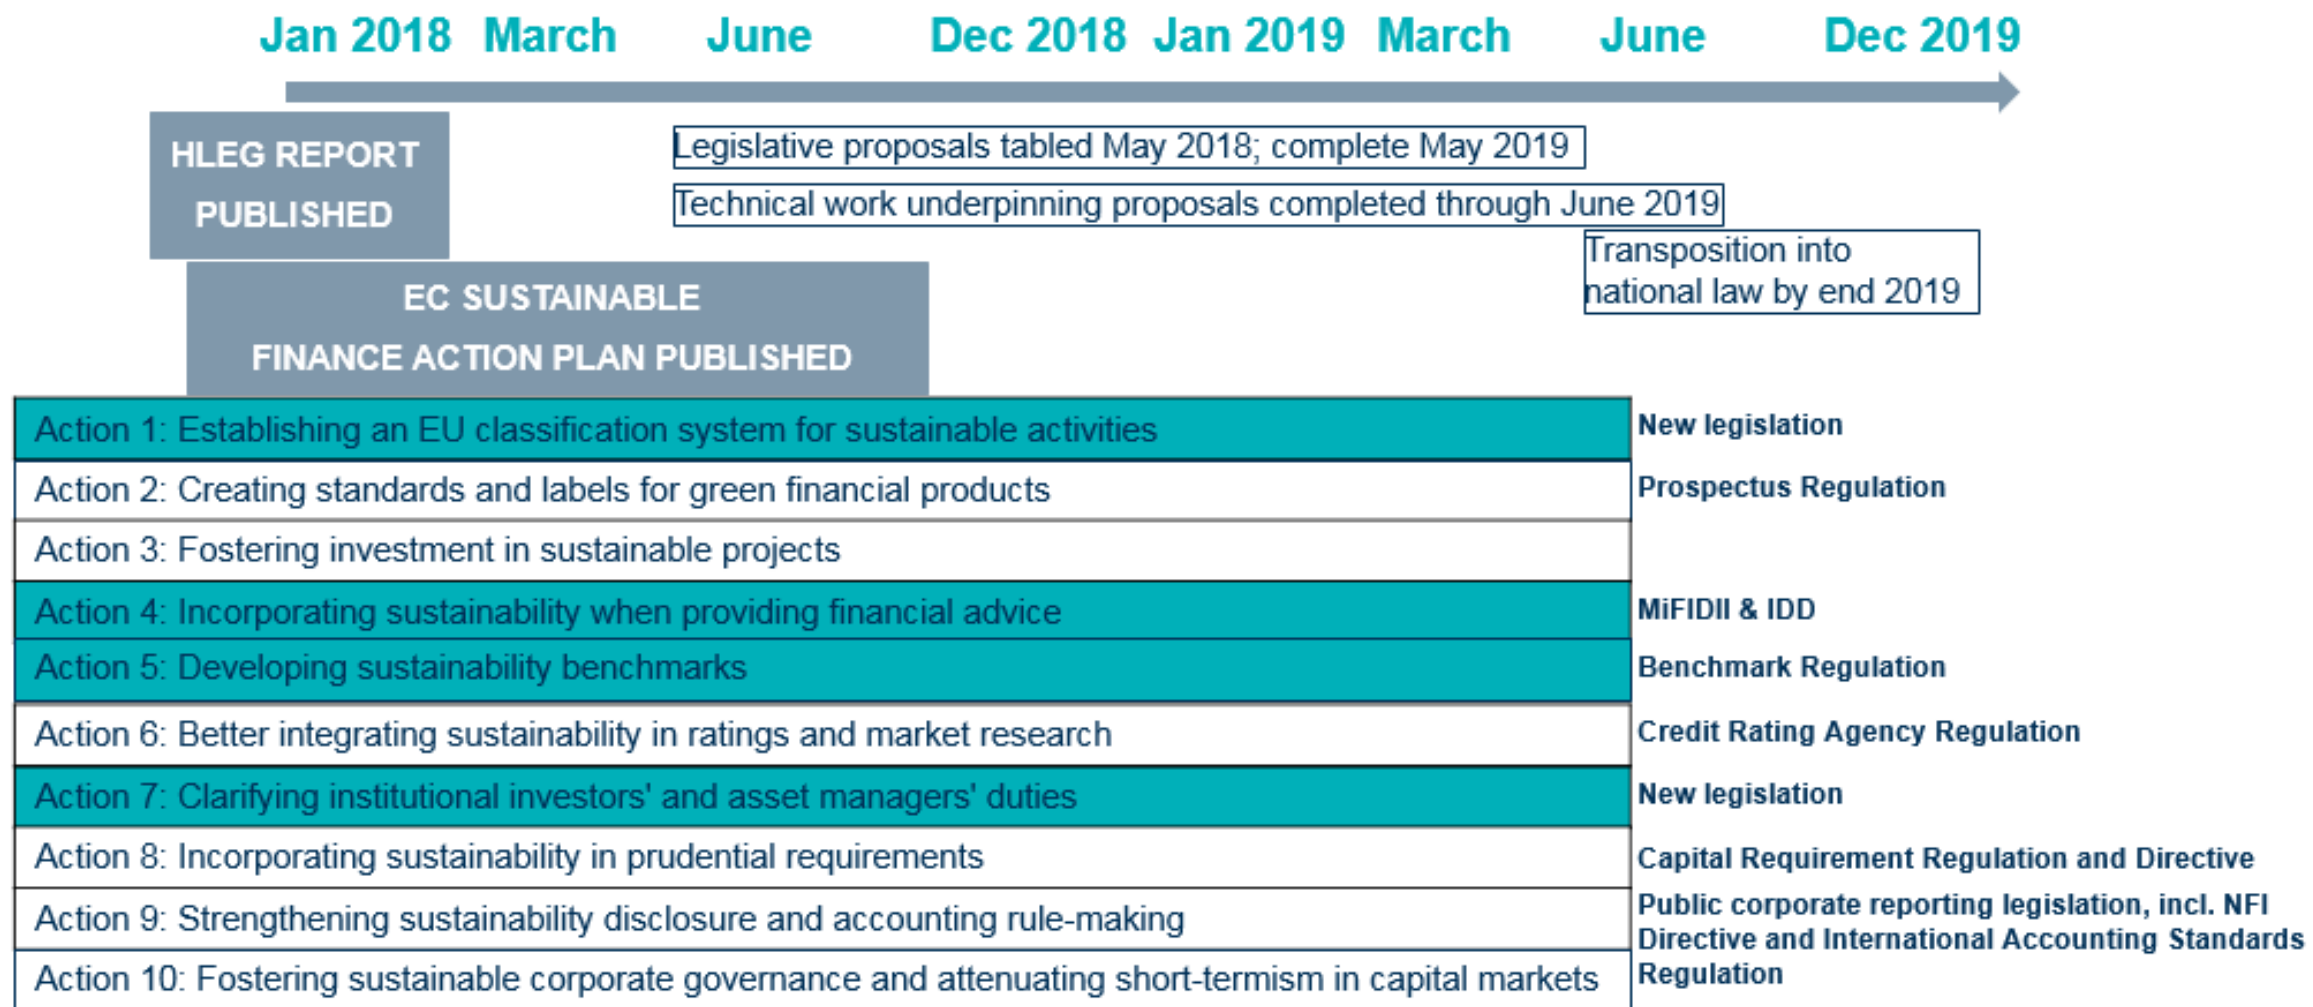 Jan 2018 March June Dec 2018 Jan 2019 March June Dec 2019
HLEG REPORT
PUBLISHED
Legislative proposals tabled May 2018; complete May 2019
Technical work underpinning proposals completed through June 2019
Transposition into
national law by end 2019
EC SUSTAINABLE
FINANCE ACTION PLAN PUBLISHED
Action 1: Establishing an EU classification system for sustainable activities
New legislation
Action 2: Creating standards and labels for green financial products
Prospectus Regulation
Action 3: Fostering investment in sustainable projects
Action 4: Incorporating sustainability when providing financial advice
MiFIDII & IDD
Action 5: Developing sustainability benchmarks
Benchmark Regulation
Action 6: Better integrating sustainability in ratings and market research
Credit Rating Agency Regulation
Action 7: Clarifying institutional investors' and asset managers' duties
New legislation
Action 8: Incorporating sustainability in prudential requirements
Capital Requirement Regulation and Directive
Action 9: Strengthening sustainability disclosure and accounting rule-making
Public corporate reporting legislation, incl. NFI
Directive and International Accounting Standards
Regulation
Action 10: Fostering sustainable corporate governance and attenuating short-termism in capital markets